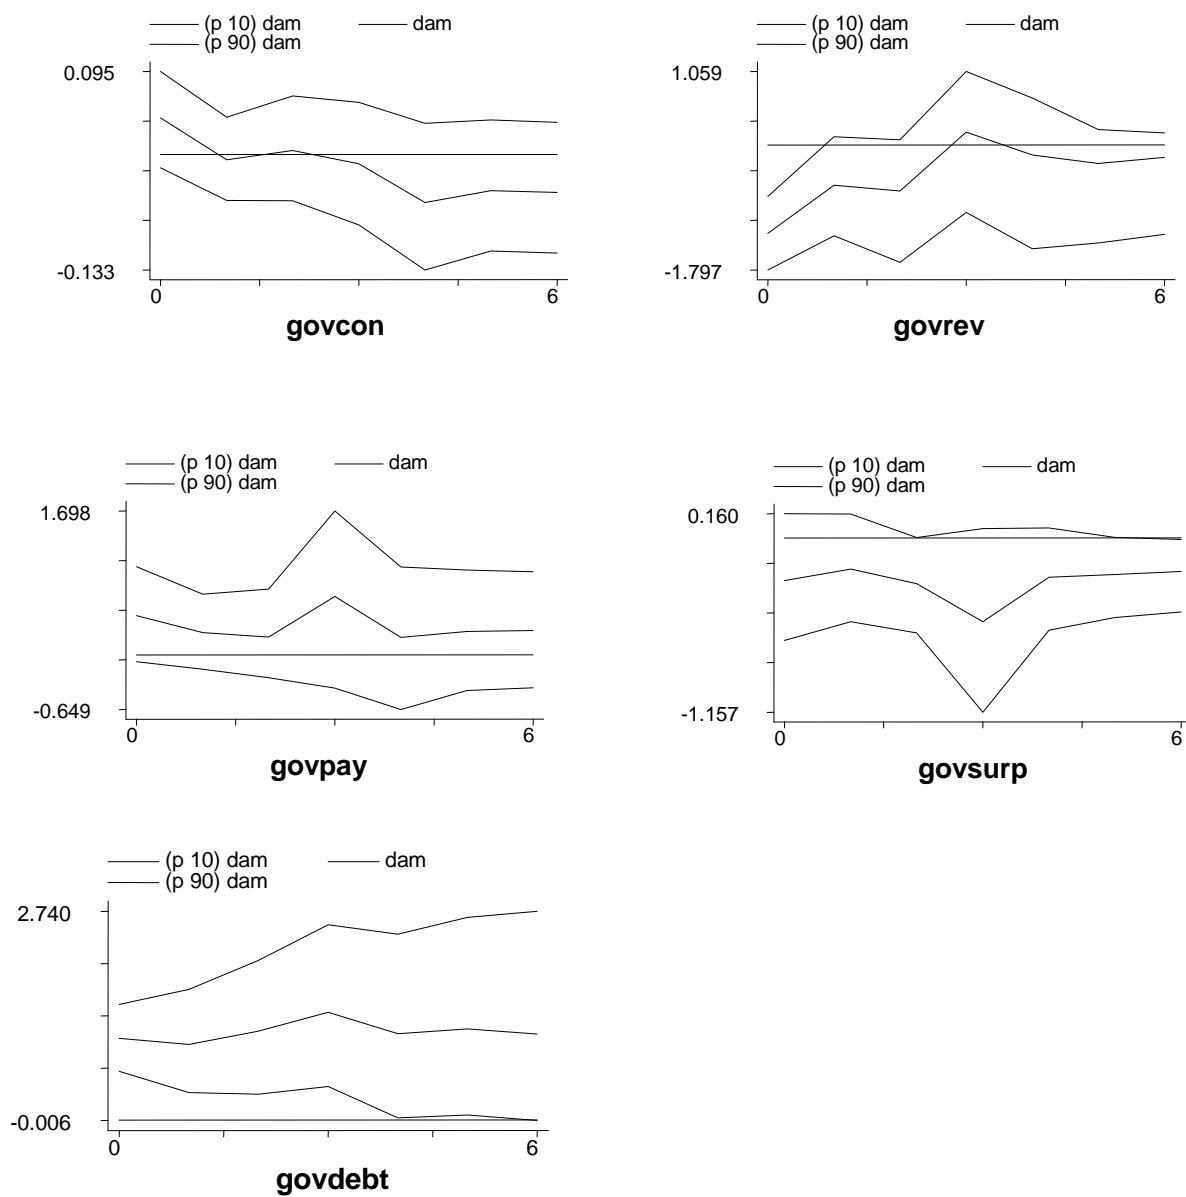 (p 10) dam
dam
(p 90) dam
0.095
-0.133
0
6
govcon
(p 10) dam
dam
(p 90) dam
1.059
-1.797
0
6
govrev
(p 10) dam
dam
(p 90) dam
1.698
-0.649
0
6
govpay
(p 10) dam
dam
(p 90) dam
0.160
-1.157
0
6
govsurp
(p 10) dam
dam
(p 90) dam
2.740
-0.006
0
6
govdebt